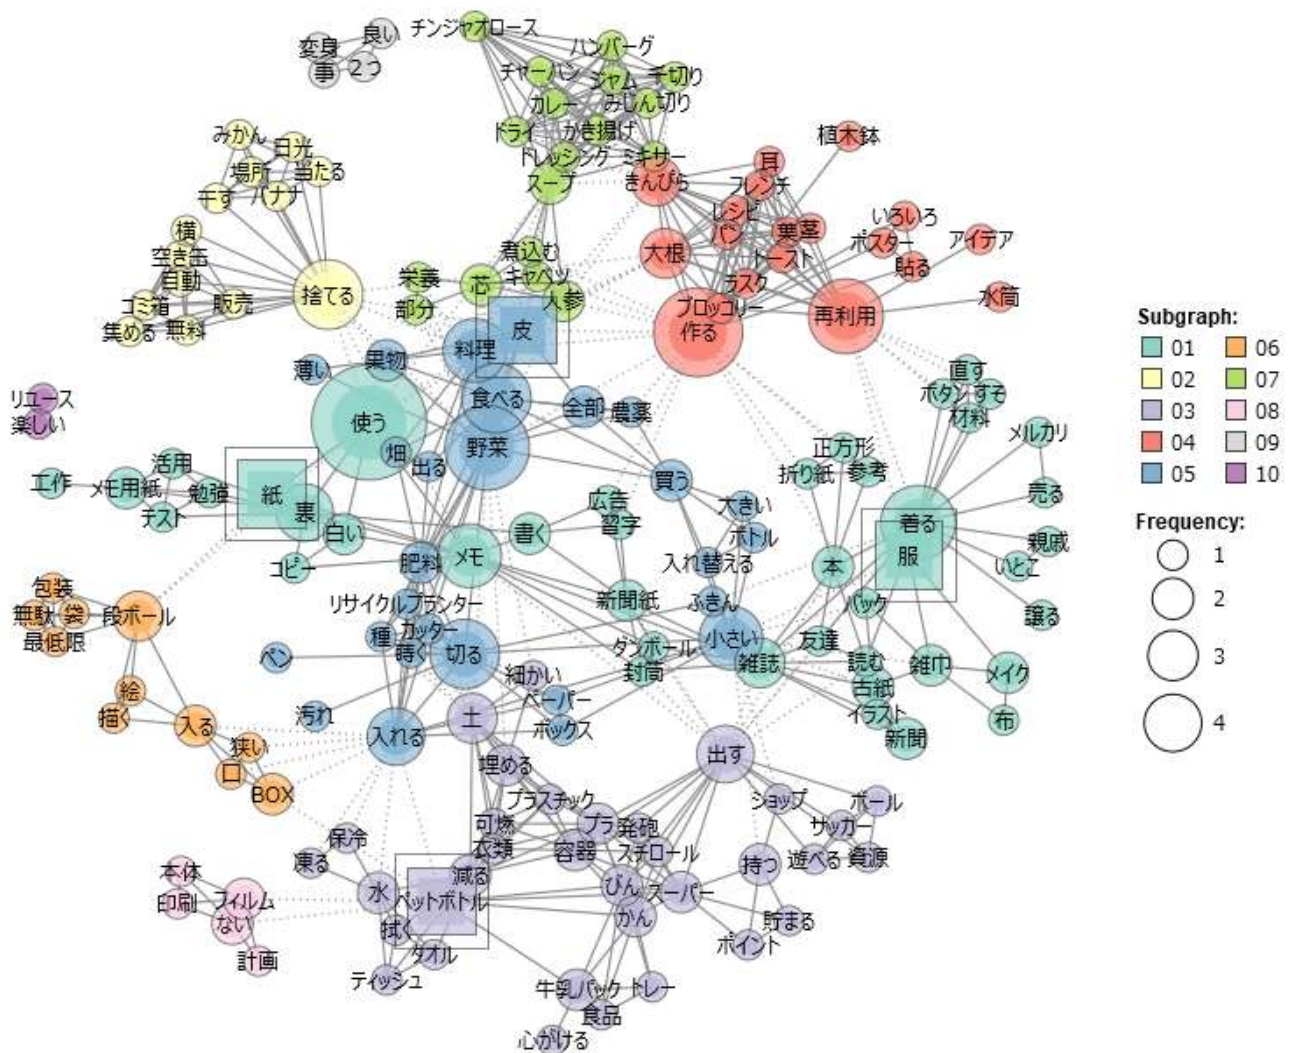 チンジャオロース
良い
変身
事
2つ
ハンバーグ
チャーハン
ジャム
千切り
カレー
みじん切り
ドライ
かき揚げ
ドレッシング
ミキサー
スープ
きんぴら
みかん
日光
場所
当たる
干す
バナナ
横
空き缶
自動
ゴミ箱
販売
集める
無料
捨てる
耳
植木鉢
フレンチ
レシピ
パン
葉茎
大根
トースト
ラスク
いろいろ
ポスター
アイデア
貼る
水筒
ブロッコリー
作る
再利用
煮込む
栄養
芯
キャベツ
部分
人参
皮
料理
果物
薄い
食べる
全部
農薬
使う
野菜
畑
出る
買う
大きい
ボトル
入れ替える
ふきん
小さい
リユース
楽しい
直す
ボタン
すそ
材料
メルカリ
正方形
折り紙
参考
売る
着る
服
親戚
いとこ
譲る
本
バック
友達
読む
雑巾
メイク
布
古紙
イラスト
新聞
雑誌
工作
活用
メモ用紙
勉強
テスト
紙
裏
白い
コピー
メモ
書く
広告
習字
新聞紙
ダンボール
封筒
肥料
リサイクル
プランター
カッター
種
蒔く
切る
ペン
汚れ
入れる
細かい
ペーパー
ボックス
包装
無駄
袋
最低限
段ボール
絵
描く
入る
狭い
口
BOX
土
埋める
出す
プラスチック
可燃
衣類
プラ
発砲
容器
スチロール
減る
ペットボトル
びん
かん
スーパー
ショップ
ボール
サッカー
遊べる
資源
持つ
貯まる
ポイント
保冷
凍る
水
拭く
タオル
ティッシュ
牛乳パック
トレー
食品
心がける
本体
印刷
フィルム
ない
計画
Subgraph:
01
06
02
07
03
08
04
09
05
10
Frequency:
1
2
3
4